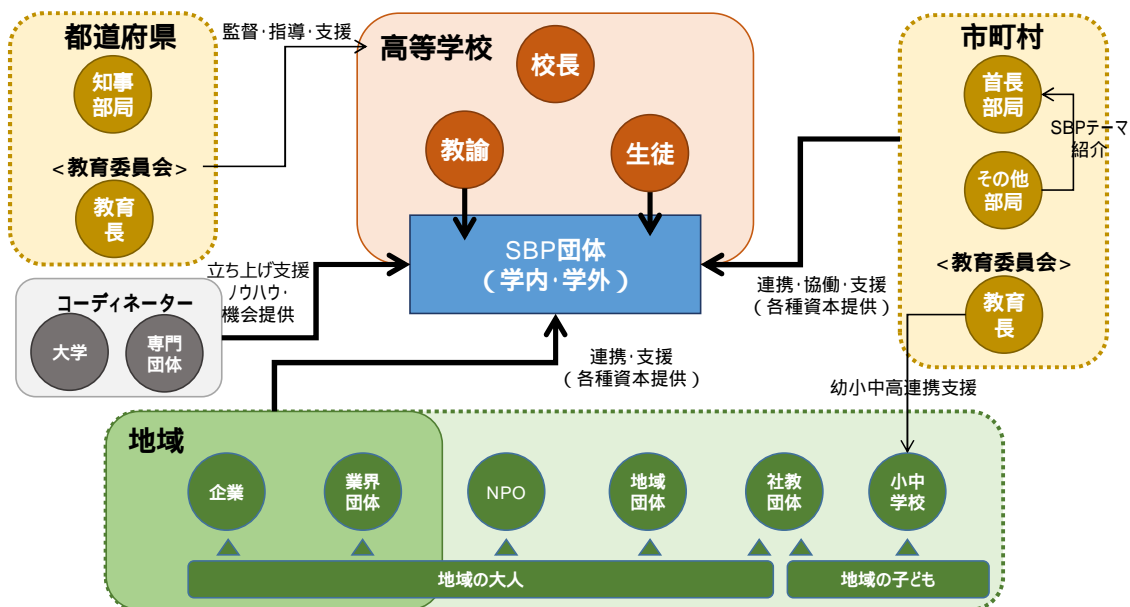 都道府県
知事
部局
<教育委員会>
教育
長
監督･指導･支援
高等学校
校長
教諭
生徒
SBP団体
（学内･学外）
市町村
首長
部局
SBPテーマ
紹介
その他
部局
<教育委員会>
教育
長
コーディネーター
大学
専門
団体
立ち上げ支援
ノウハウ･
機会提供
連携･協働･支援
（各種資本提供）
連携･支援
（各種資本提供）
幼小中高連携支援
地域
企業
業界
団体
NPO
地域
団体
社教
団体
小中
学校
地域の大人
地域の子ども